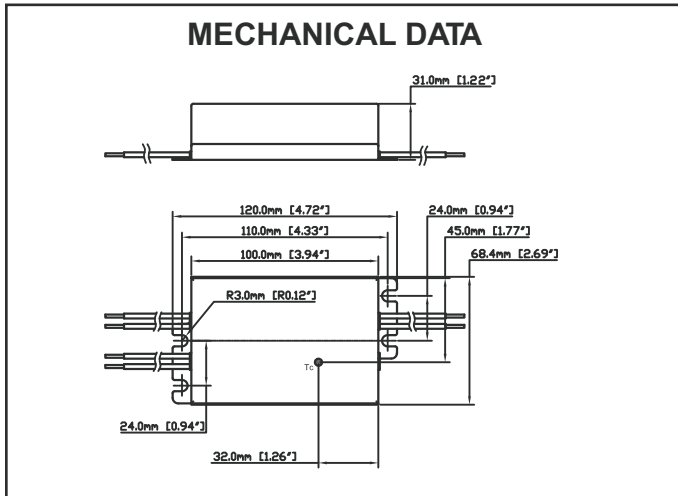 MECHANICAL DATA
31.0mm [1.22"]
120.0mm [4.72"]
24.0mm [0.94"]
110.0mm [4.33"]
45.0mm [1.77"]
100.0mm [3.94"]
68.4mm [2.69"]
R3.0mm [R0.12"]
Tc
24.0mm [0.94"]
32.0mm [1.26"]